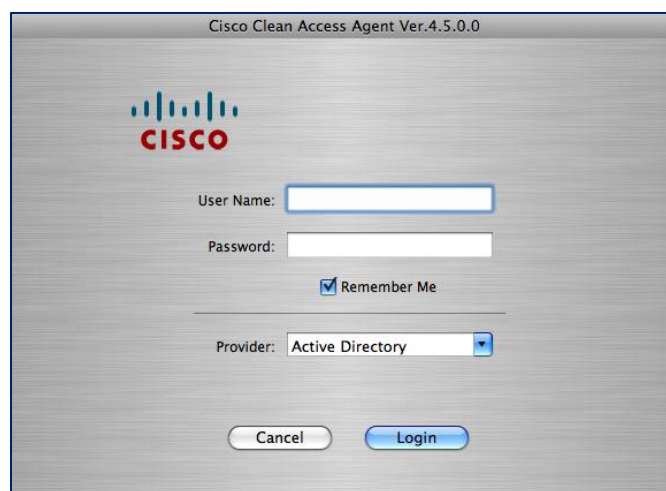 Cisco Clean Access Agent Ver.4.5.0.0
CISCO
User Name:
Password:
Remember Me
Provider: Active Directory
Cancel Login